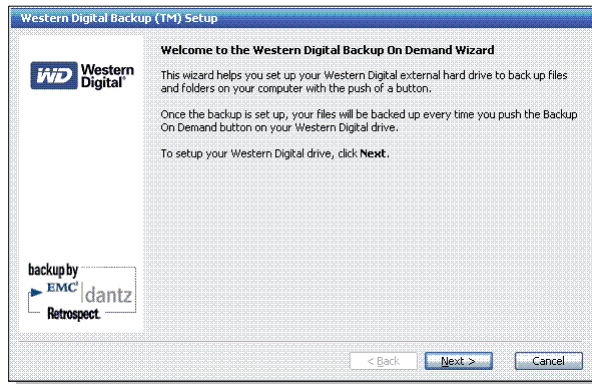 Western Digital Backup (TM) Setup
WD Western
Digital®
Welcome to the Western Digital Backup On Demand Wizard
This wizard helps you set up your Western Digital external hard drive to back up files
and folders on your computer with the push of a button.
Once the backup is set up, your files will be backed up every time you push the Backup
On Demand button on your Western Digital drive.
To setup your Western Digital drive, click Next.
backup by
EMC² dantz
Retrospect.
< Back
Next >
Cancel